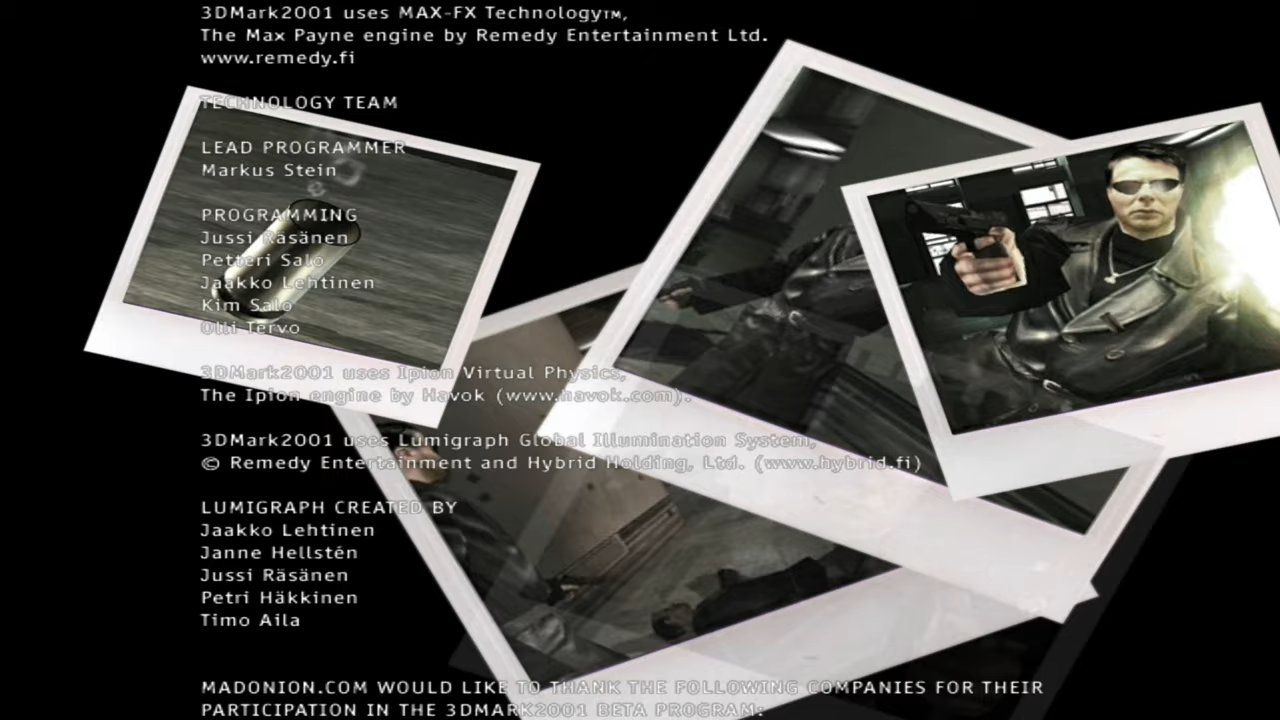 3DMark2001 uses MAX-FX Technology™,
The Max Payne engine by Remedy Entertainment Ltd.
www.remedy.fi
TECHNOLOGY TEAM
LEAD PROGRAMMER
Markus Stein
PROGRAMMING
Jussi Räsänen
Petteri Salo
Jaakko Lehtinen
Kim Salo
Olli Tervo
3DMark2001 uses Ipion Virtual Physics,
The Ipion engine by Havok (www.havok.com).
3DMark2001 uses Lumigraph Global Illumination System,
© Remedy Entertainment and Hybrid Holding, Ltd. (www.hybrid.fi)
LUMIGRAPH CREATED BY
Jaakko Lehtinen
Janne Hellstén
Jussi Räsänen
Petri Häkkinen
Timo Aila
MADONION.COM WOULD LIKE TO THANK THE FOLLOWING COMPANIES FOR THEIR
PARTICIPATION IN THE 3DMARK2001 BETA PROGRAM: